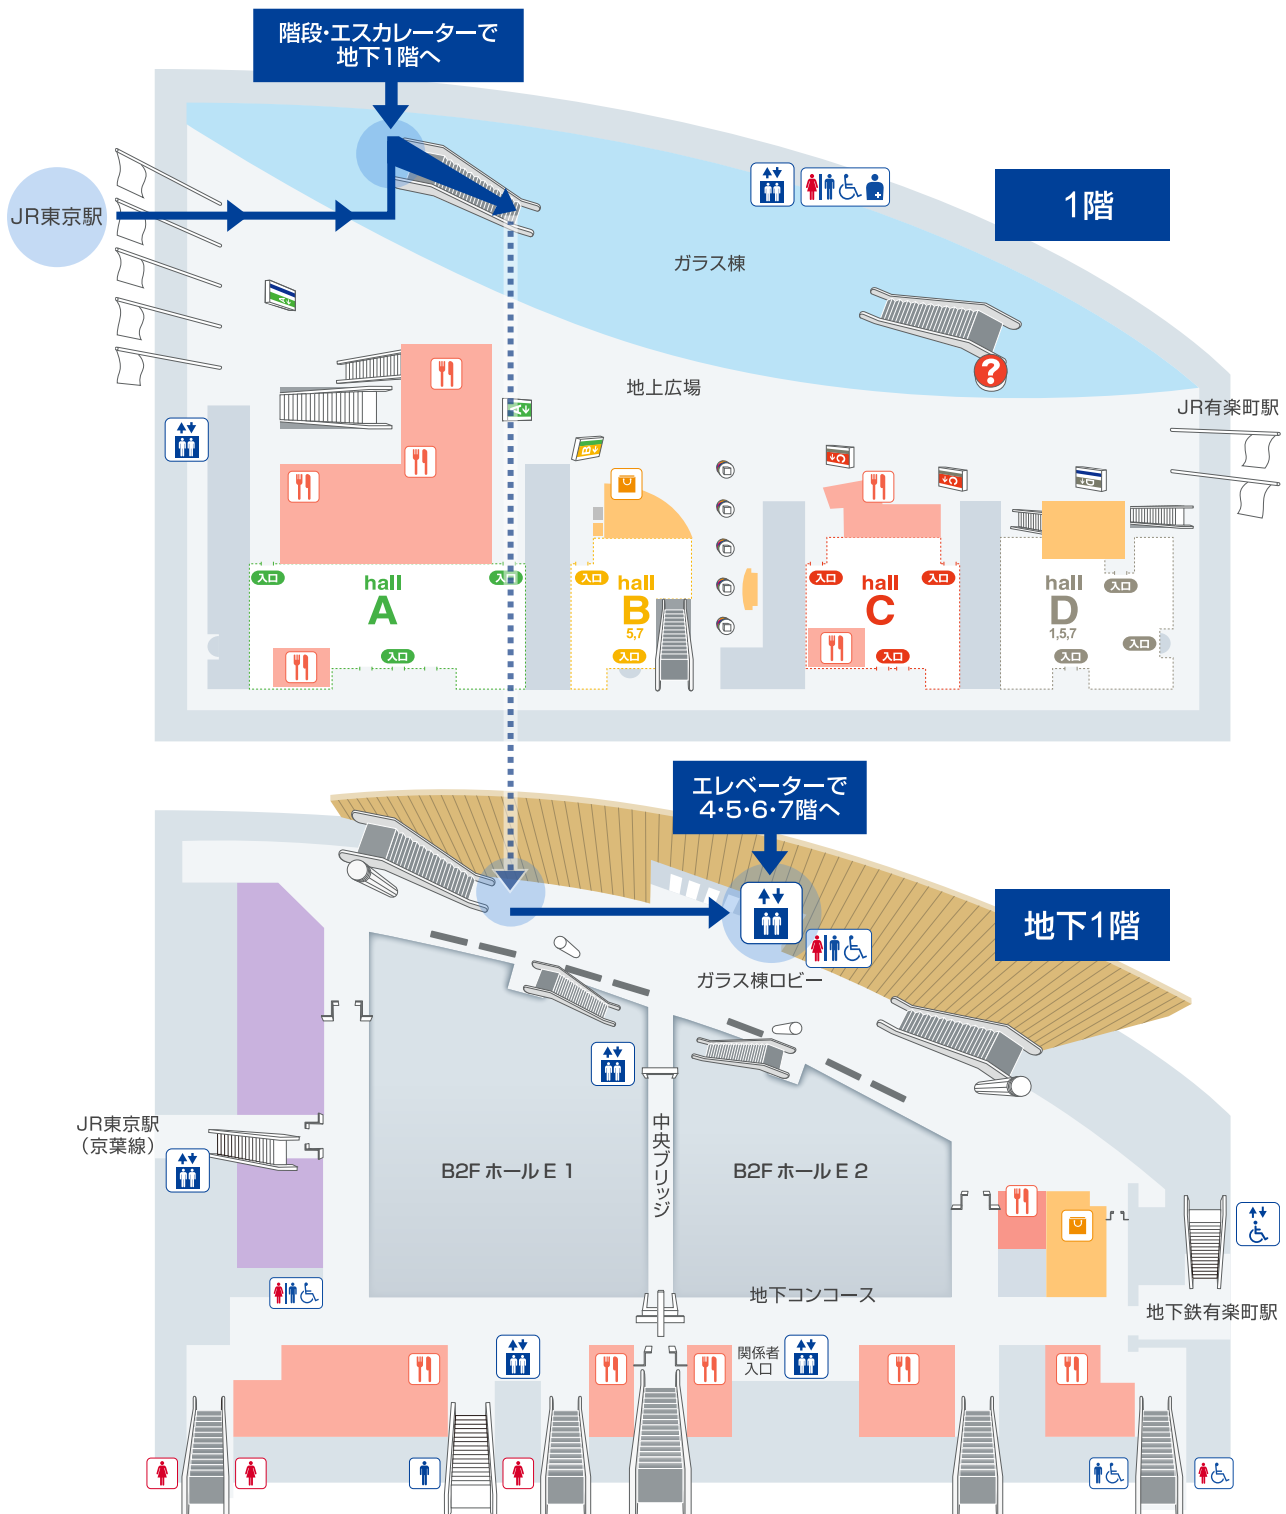 階段・エスカレーターで
地下1階へ
JR東京駅
1階
ガラス棟
地上広場
JR有楽町駅
A
A
B
C
C
D
?
入口
hall
A
入口
入口
入口
hall
B
5,7
入口
入口
hall
C
入口
入口
hall
D
1,5,7
入口
入口
入口
エレベーターで
4・5・6・7階へ
地下1階
ガラス棟ロビー
JR東京駅
（京葉線）
中央ブリッジ
B2F ホール E 1
B2F ホール E 2
地下コンコース
地下鉄有楽町駅
関係者
入口